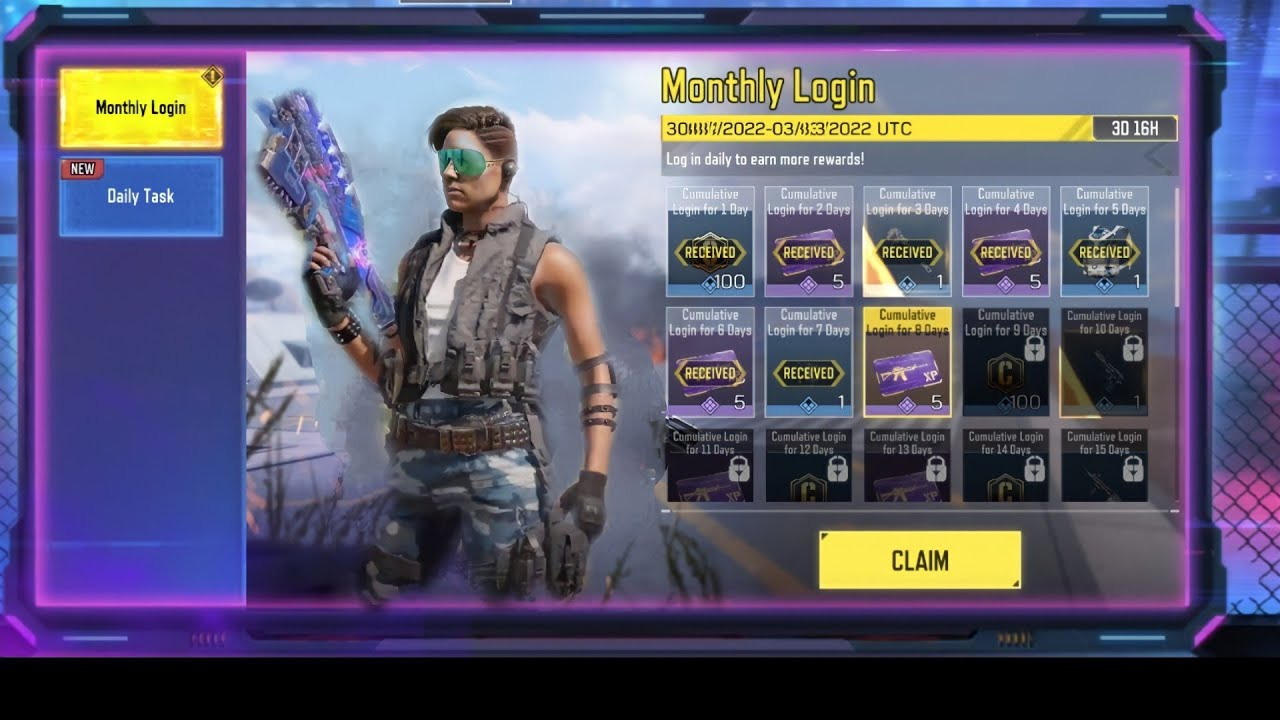 Monthly Login
NEW
Daily Task
Monthly Login
2022 UTC
3D 16H
Log in daily to earn more rewards!
Cumulative
Login for 1 Day
RECEIVED
100
Cumulative
Login for 2 Days
RECEIVED
5
Cumulative
Login for 3 Days
RECEIVED
1
Cumulative
Login for 4 Days
RECEIVED
5
Cumulative
Login for 5 Days
RECEIVED
1
Cumulative
Login for 6 Days
RECEIVED
5
Cumulative
Login for 7 Days
RECEIVED
1
Cumulative
Login for 8 Days
XP
5
Cumulative
Login for 9 Days
C
100
Cumulative Login
for 10 Days
1
Cumulative Login
for 11 Days
XP
Cumulative Login
for 12 Days
C
Cumulative Login
for 13 Days
XP
Cumulative Login
for 14 Days
C
Cumulative Login
for 15 Days
CLAIM